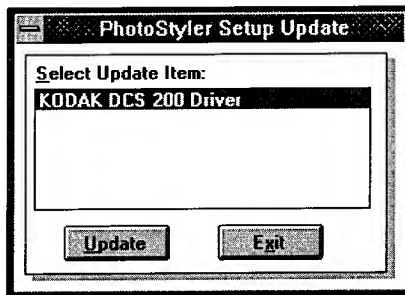 PhotoStyler Setup Update
Select Update Item:
KODAK DCS 200 Driver
Update
Exit